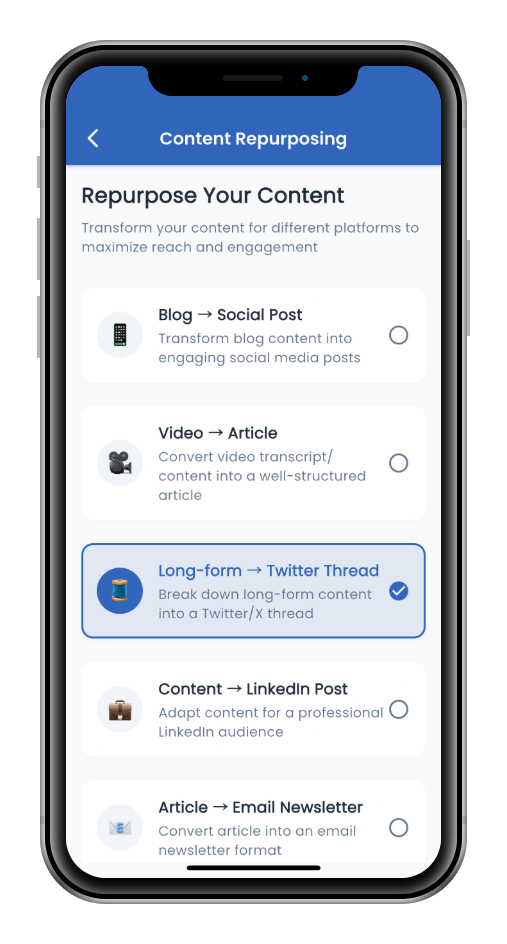 Content Repurposing
Repurpose Your Content
Transform your content for different platforms to
maximize reach and engagement
Blog → Social Post
Transform blog content into
engaging social media posts
Video → Article
Convert video transcript/
content into a well-structured
article
Long-form → Twitter Thread
Break down long-form content
into a Twitter/X thread
Content → LinkedIn Post
Adapt content for a professional
LinkedIn audience
Article → Email Newsletter
Convert article into an email
newsletter format